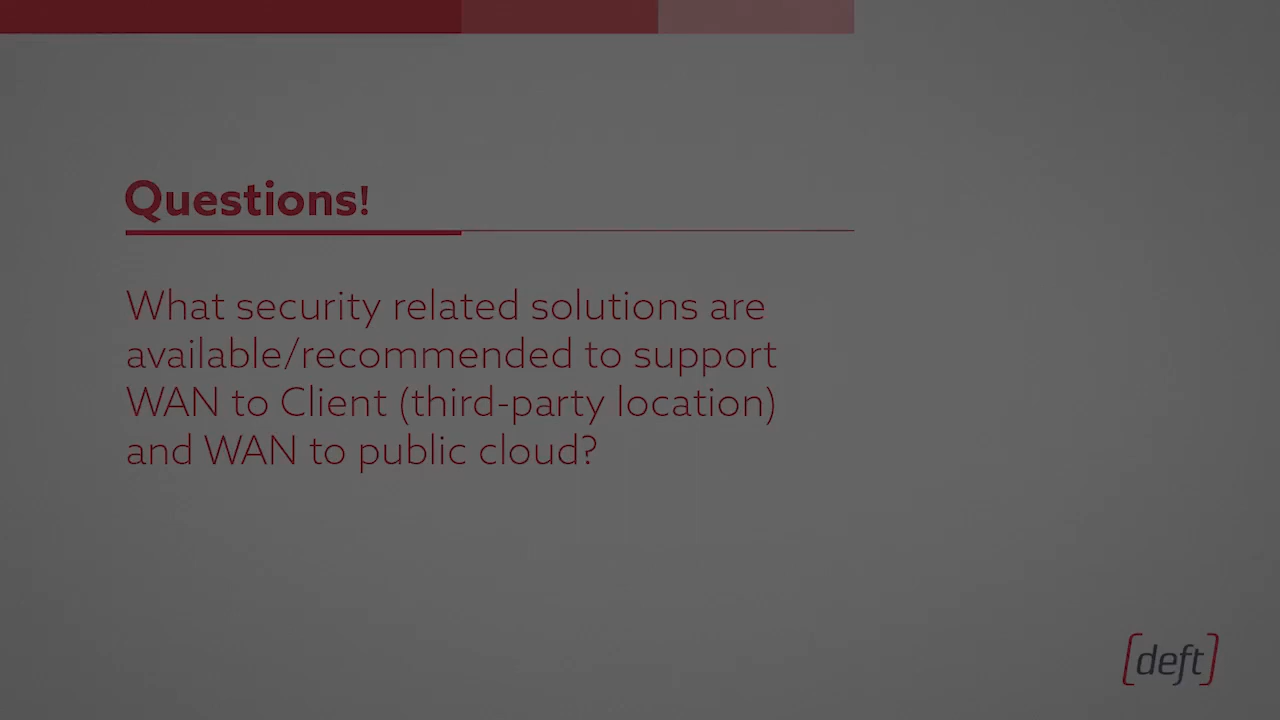 Questions!
What security related solutions are
available/recommended to support
WAN to Client (third-party location)
and WAN to public cloud?
[deft]